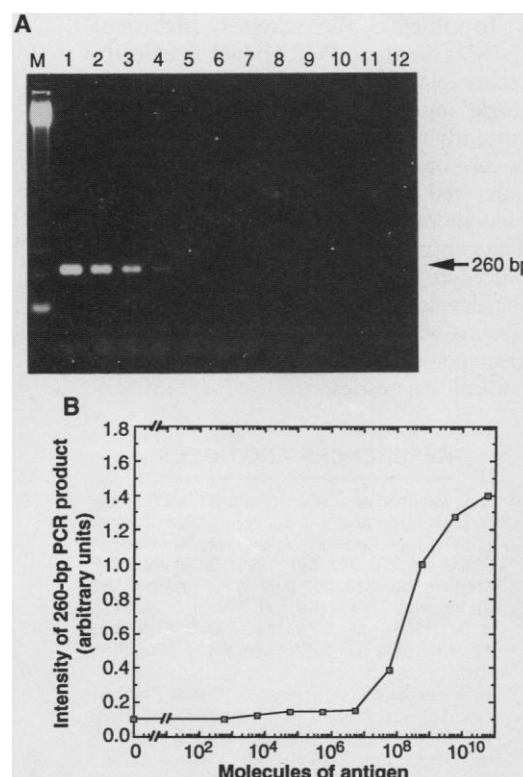 A
M 1 2 3 4 5 6 7 8 9 10 11 12
260 bp
B
Intensity of 260-bp PCR product
(arbitrary units)
1.8
1.6
1.4
1.2
1.0
0.8
0.6
0.4
0.2
0
0 10² 10⁴ 10⁶ 10⁸ 10¹⁰
Molecules of antigen